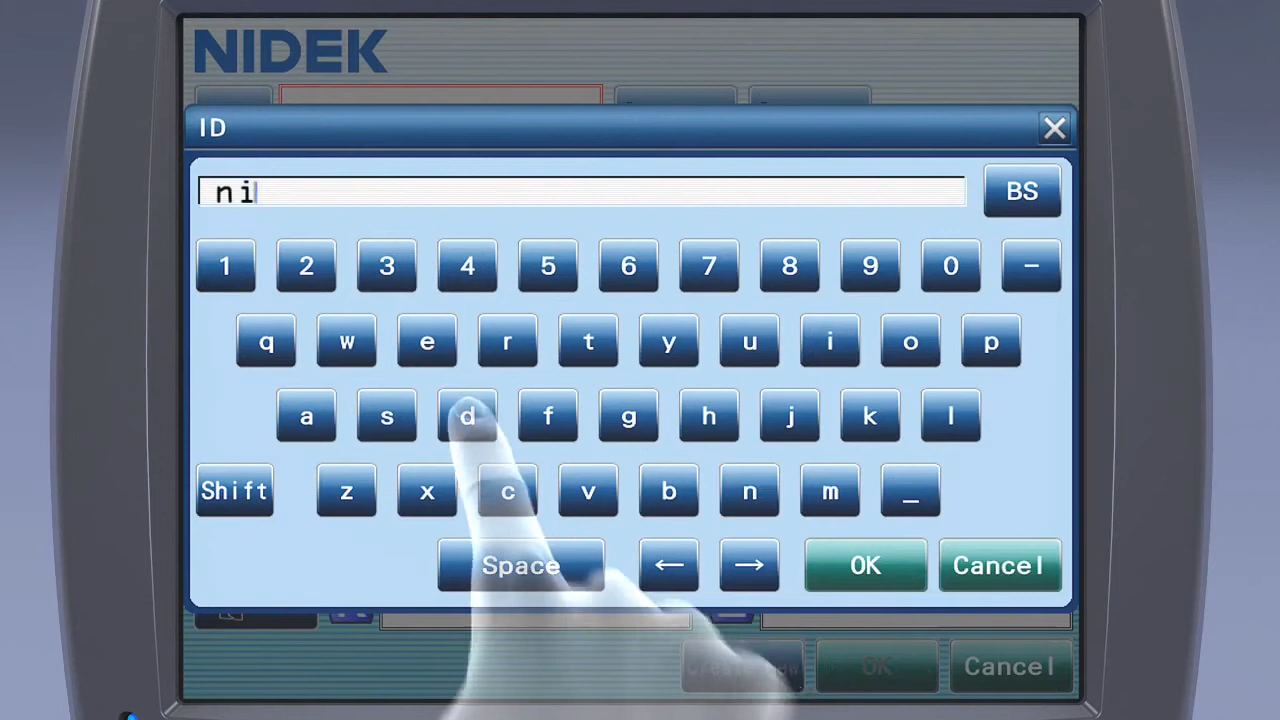 NIDEK
ID
ni
BS
1 2 3 4 5 6 7 8 9 0 −
q w e r t y u i o p
a s d f g h j k l
Shift z x c v b n m _
Space ← → OK Cancel
OK Cancel